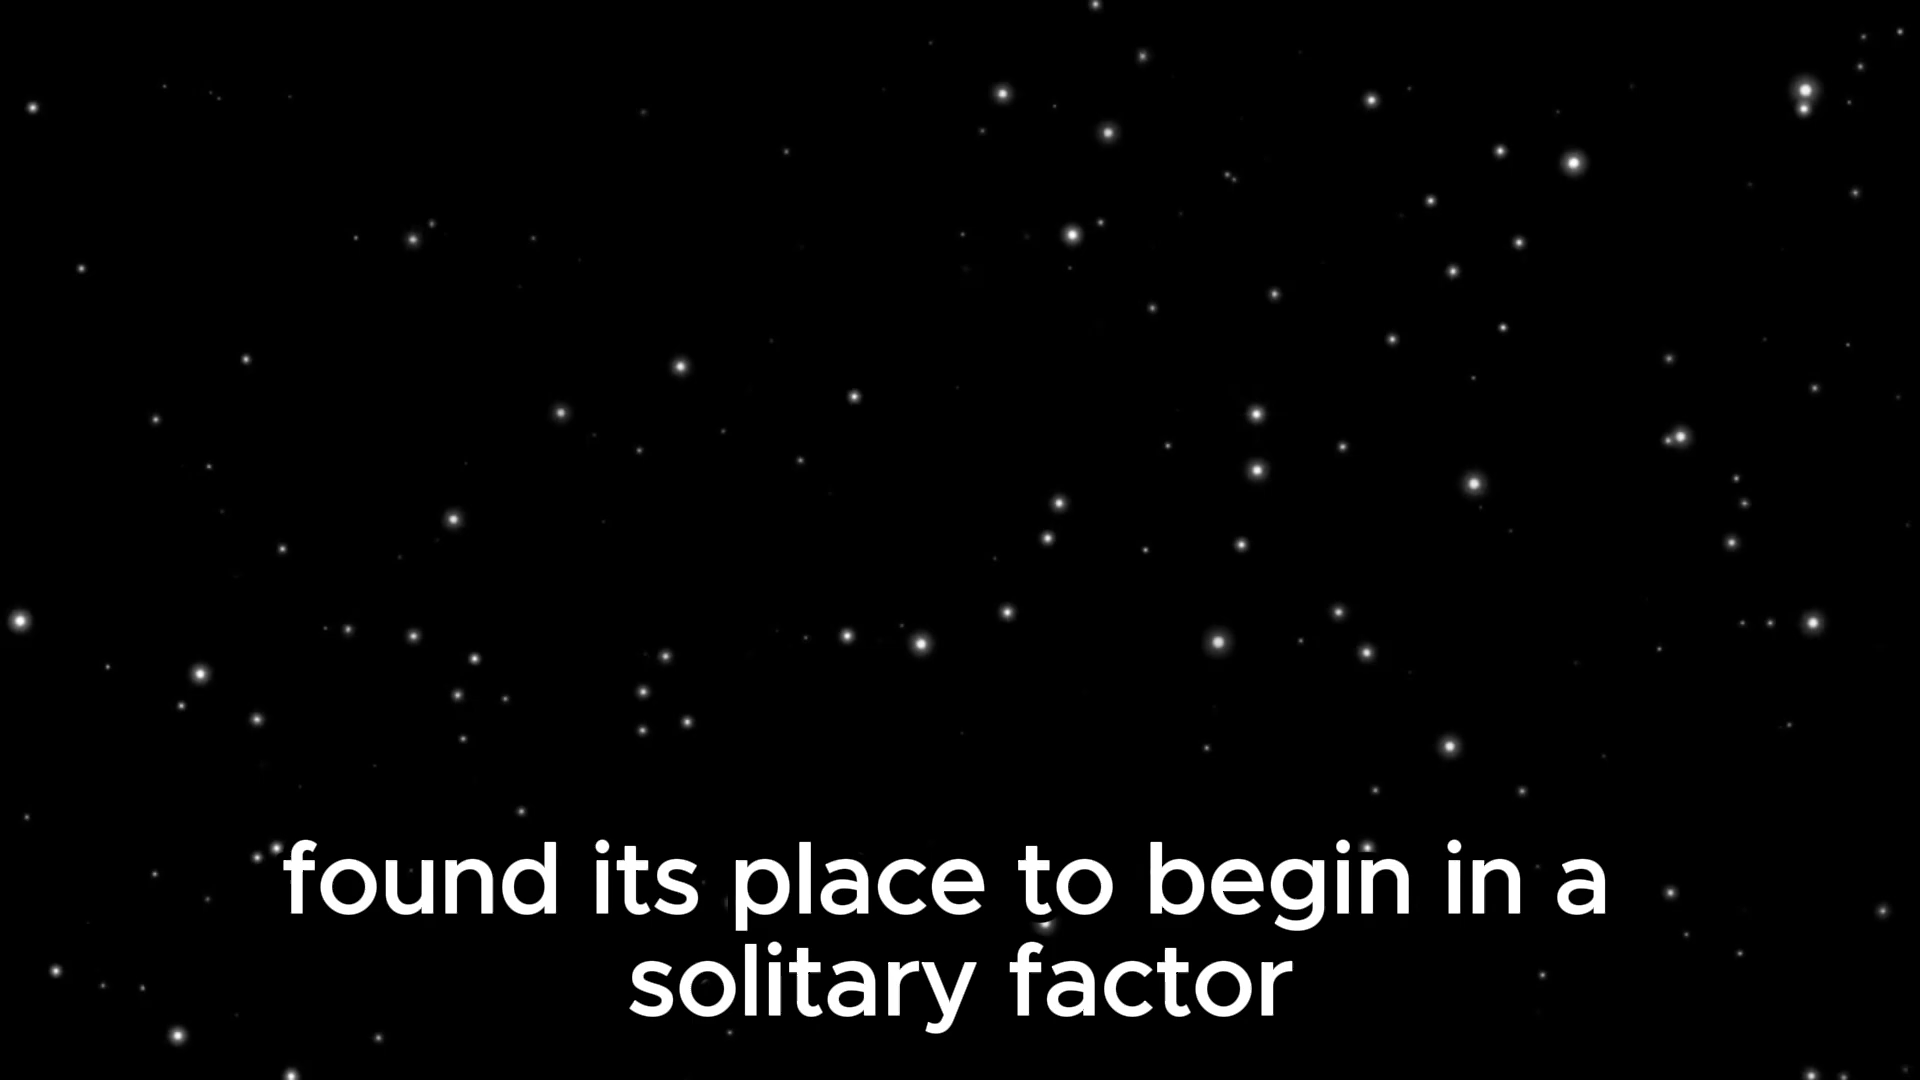 found its place to begin in a
solitary factor